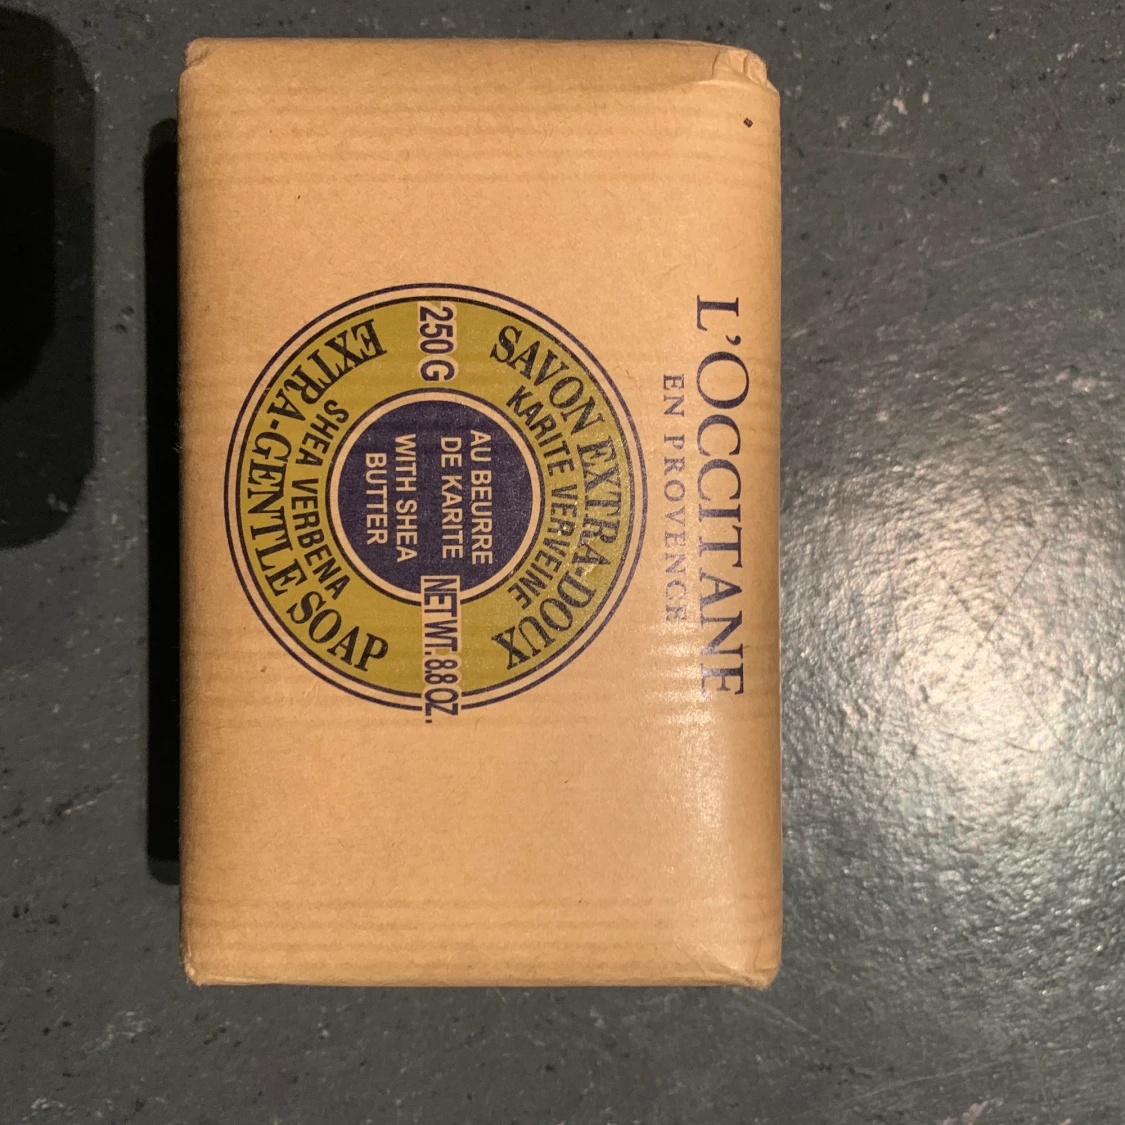 L'OCCITANE
EN PROVENCE
SAVON EXTRA-DOUX
KARITE VERVEINE
250 G
AU BEURRE
DE KARITE
WITH SHEA
BUTTER
NET WT. 8.8 OZ.
SHEA VERBENA
EXTRA-GENTLE SOAP